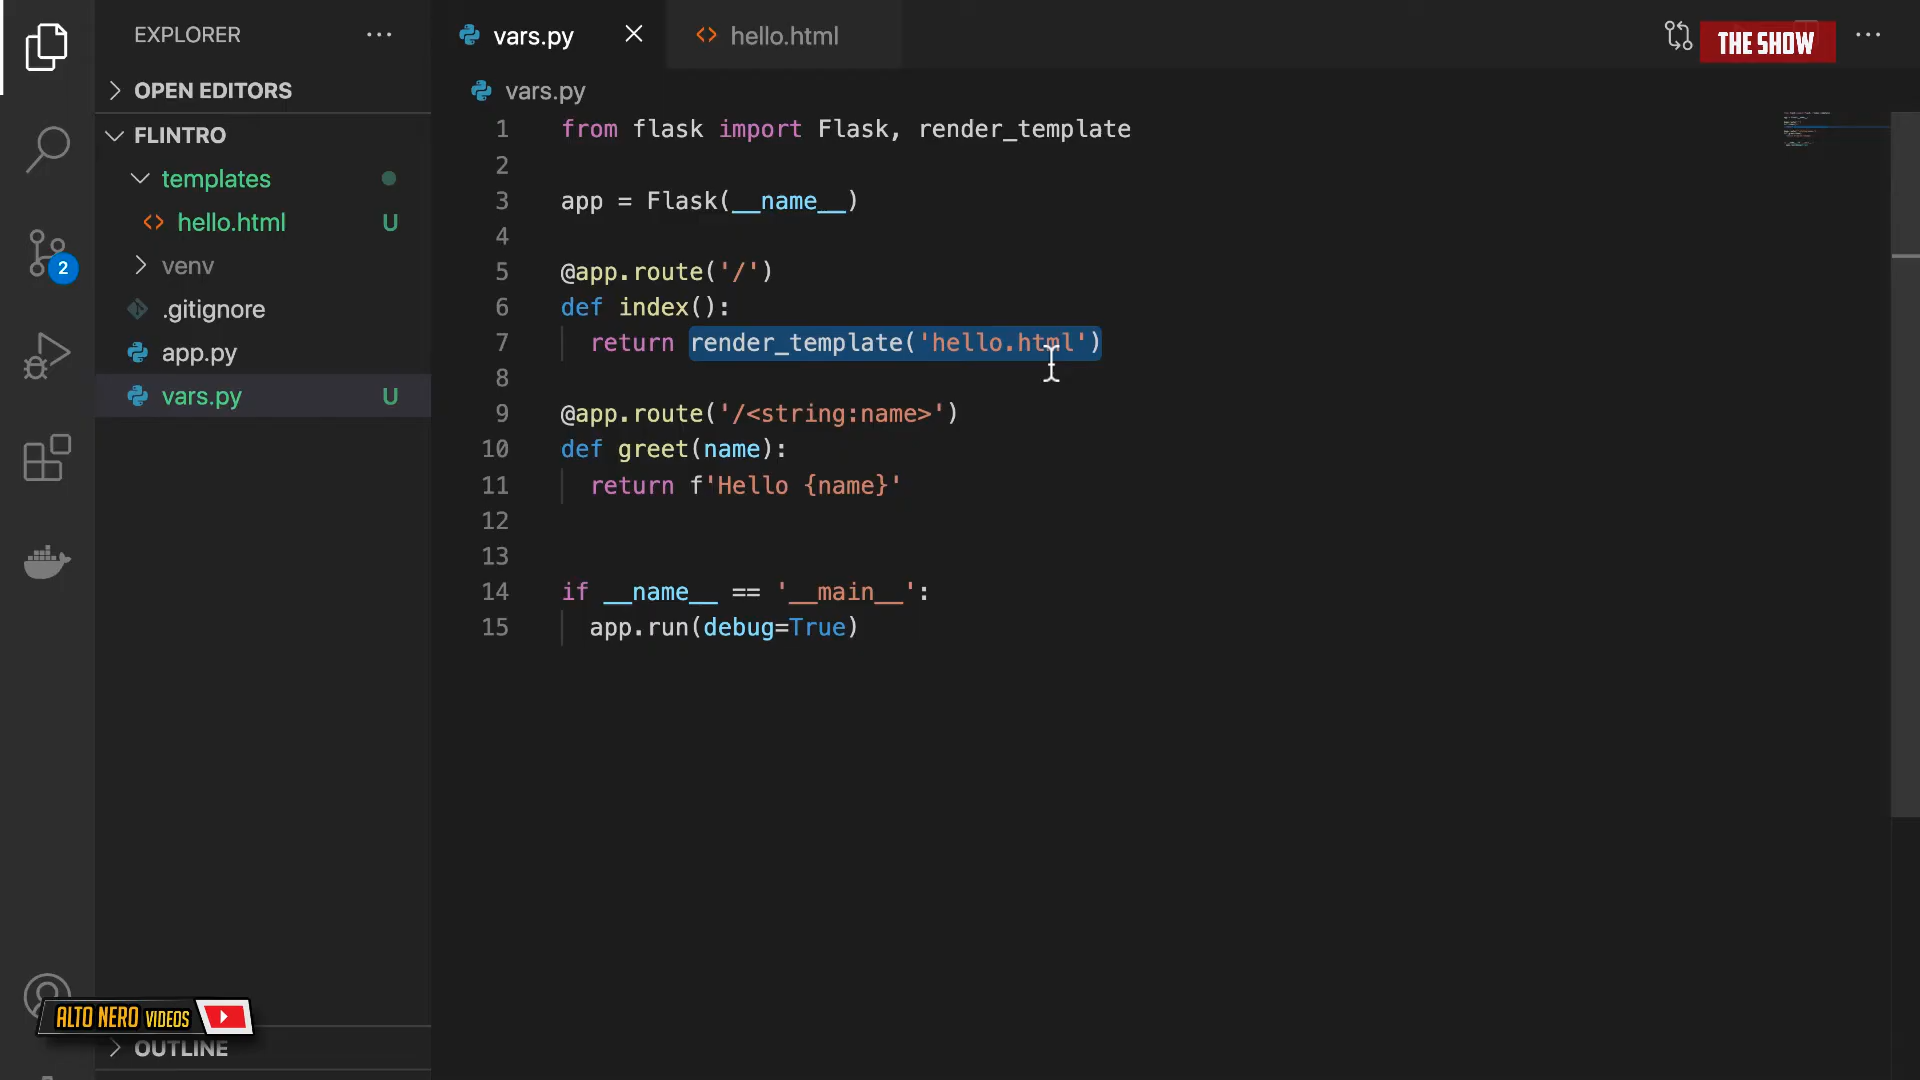 EXPLORER
OPEN EDITORS
FLINTRO
templates
hello.html U
venv
.gitignore
app.py
vars.py U
2
OUTLINE
ALTO NERO VIDEOS
vars.py
hello.html
THE SHOW
vars.py
1 from flask import Flask, render_template
2
3 app = Flask(__name__)
4
5 @app.route('/')
6 def index():
7 return render_template('hello.html')
8
9 @app.route('/<string:name>')
10 def greet(name):
11 return f'Hello {name}'
12
13
14 if __name__ == '__main__':
15 app.run(debug=True)